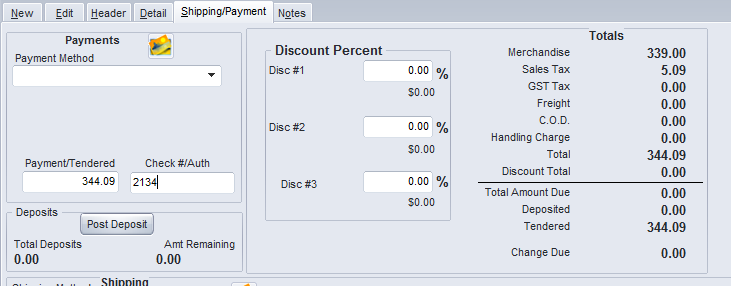 New Edit Header Detail Shipping/Payment Notes
Payments
Payment Method
Payment/Tendered Check #/Auth
344.09 2134
Deposits
Post Deposit
Total Deposits Amt Remaining
0.00 0.00
Discount Percent
Disc #1 0.00 %
$0.00
Disc #2 0.00 %
$0.00
Disc #3 0.00 %
$0.00
Totals
Merchandise 339.00
Sales Tax 5.09
GST Tax 0.00
Freight 0.00
C.O.D. 0.00
Handling Charge 0.00
Total 344.09
Discount Total 0.00
Total Amount Due 0.00
Deposited 0.00
Tendered 344.09
Change Due 0.00
Shipping